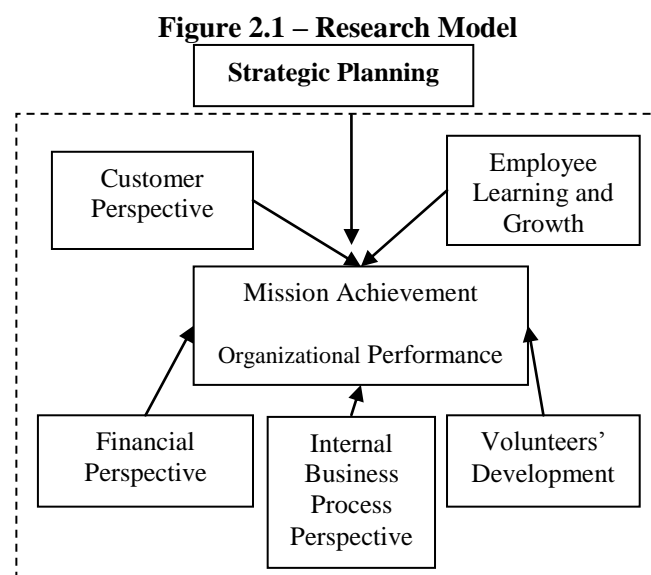 Figure 2.1 – Research Model
Strategic Planning
Customer
Perspective
Employee
Learning and
Growth
Mission Achievement
Organizational Performance
Financial
Perspective
Internal
Business
Process
Perspective
Volunteers’
Development